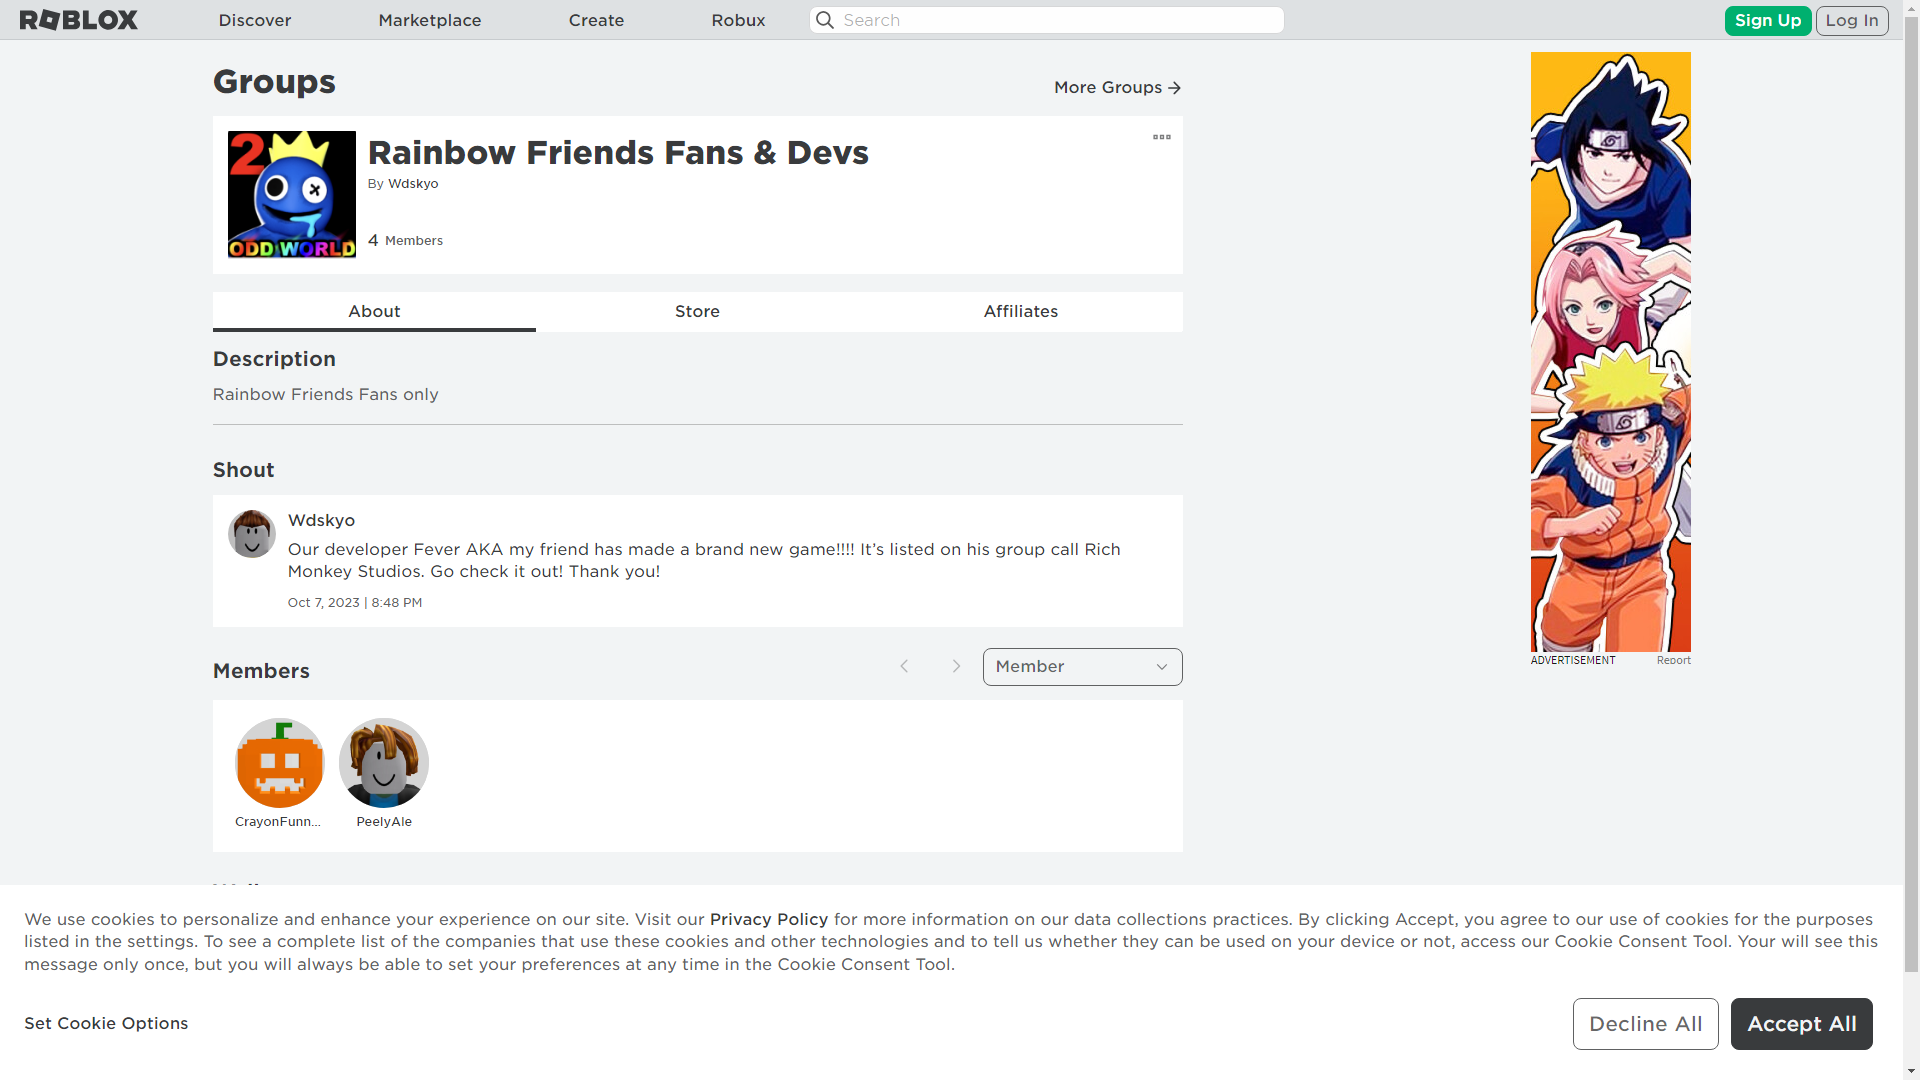 ROBLOX
Discover
Marketplace
Create
Robux
Search
Sign Up
Log In
Groups
More Groups
2
ODD WORLD
Rainbow Friends Fans & Devs
By Wdskyo
4 Members
About
Store
Affiliates
Description
Rainbow Friends Fans only
Shout
Wdskyo
Our developer Fever AKA my friend has made a brand new game!!!! It’s listed on his group call Rich
Monkey Studios. Go check it out! Thank you!
Oct 7, 2023 | 8:48 PM
ADVERTISEMENT
Report
Members
Member
CrayonFunn...
PeelyAle
We use cookies to personalize and enhance your experience on our site. Visit our Privacy Policy for more information on our data collections practices. By clicking Accept, you agree to our use of cookies for the purposes
listed in the settings. To see a complete list of the companies that use these cookies and other technologies and to tell us whether they can be used on your device or not, access our Cookie Consent Tool. Your will see this
message only once, but you will always be able to set your preferences at any time in the Cookie Consent Tool.
Set Cookie Options
Decline All
Accept All